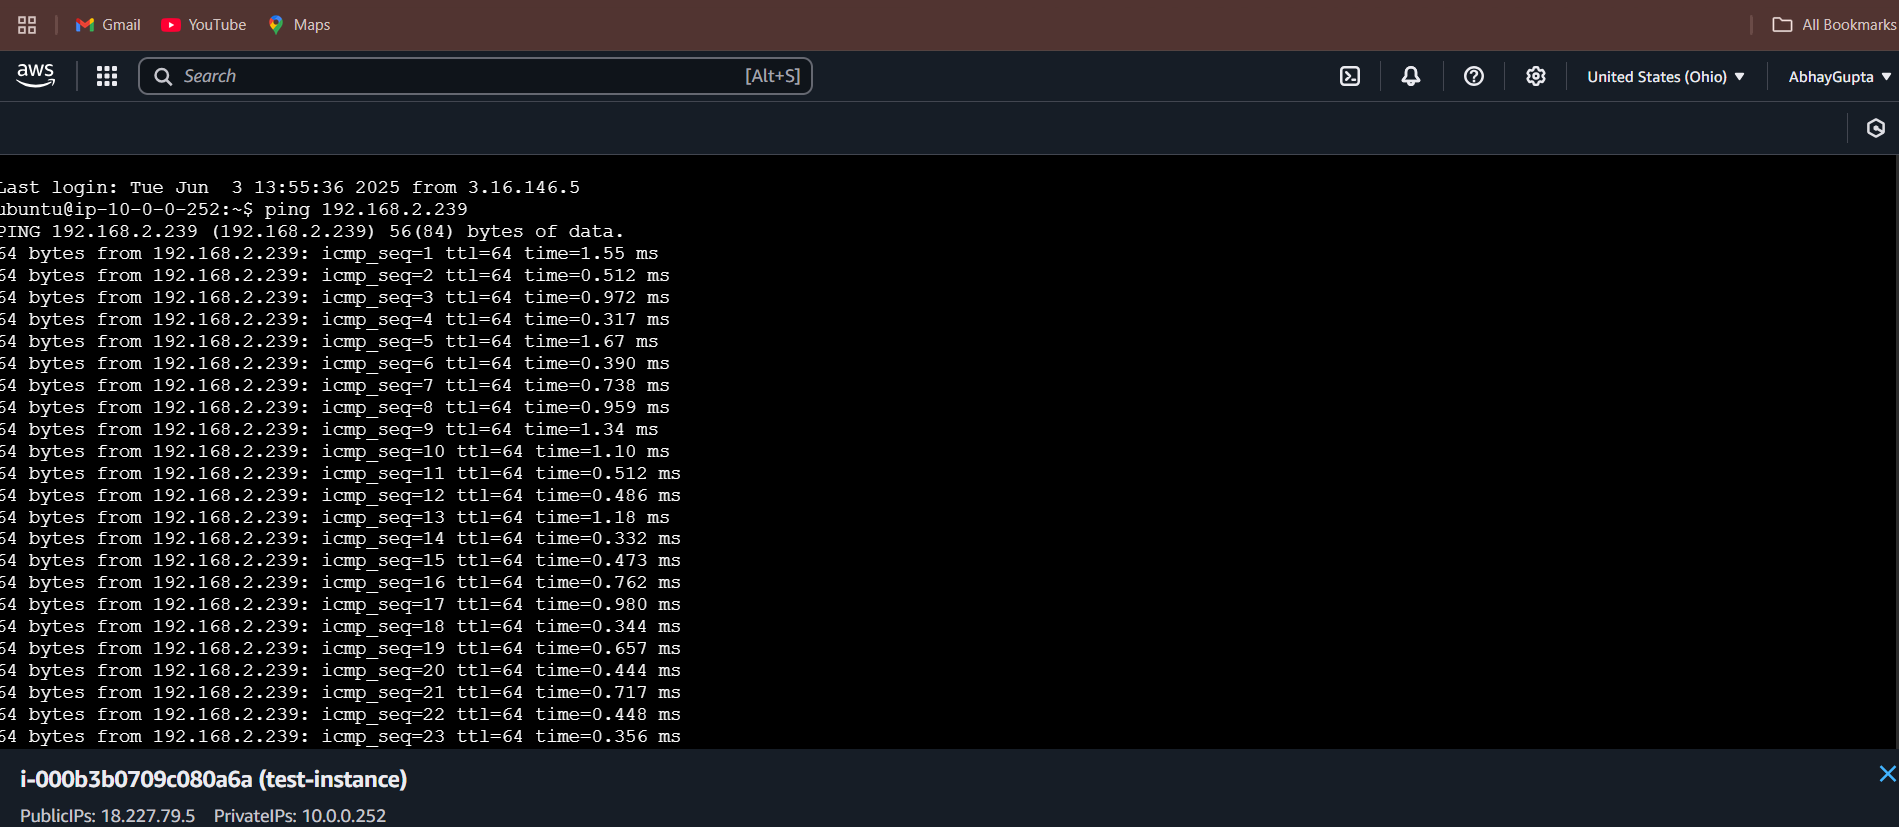 Gmail YouTube Maps All Bookmarks
aws Search [Alt+S] United States (Ohio) AbhayGupta
Last login: Tue Jun  3 13:55:36 2025 from 3.16.146.5
ubuntu@ip-10-0-0-252:~$ ping 192.168.2.239
PING 192.168.2.239 (192.168.2.239) 56(84) bytes of data.
64 bytes from 192.168.2.239: icmp_seq=1 ttl=64 time=1.55 ms
64 bytes from 192.168.2.239: icmp_seq=2 ttl=64 time=0.512 ms
64 bytes from 192.168.2.239: icmp_seq=3 ttl=64 time=0.972 ms
64 bytes from 192.168.2.239: icmp_seq=4 ttl=64 time=0.317 ms
64 bytes from 192.168.2.239: icmp_seq=5 ttl=64 time=1.67 ms
64 bytes from 192.168.2.239: icmp_seq=6 ttl=64 time=0.390 ms
64 bytes from 192.168.2.239: icmp_seq=7 ttl=64 time=0.738 ms
64 bytes from 192.168.2.239: icmp_seq=8 ttl=64 time=0.959 ms
64 bytes from 192.168.2.239: icmp_seq=9 ttl=64 time=1.34 ms
64 bytes from 192.168.2.239: icmp_seq=10 ttl=64 time=1.10 ms
64 bytes from 192.168.2.239: icmp_seq=11 ttl=64 time=0.512 ms
64 bytes from 192.168.2.239: icmp_seq=12 ttl=64 time=0.486 ms
64 bytes from 192.168.2.239: icmp_seq=13 ttl=64 time=1.18 ms
64 bytes from 192.168.2.239: icmp_seq=14 ttl=64 time=0.332 ms
64 bytes from 192.168.2.239: icmp_seq=15 ttl=64 time=0.473 ms
64 bytes from 192.168.2.239: icmp_seq=16 ttl=64 time=0.762 ms
64 bytes from 192.168.2.239: icmp_seq=17 ttl=64 time=0.980 ms
64 bytes from 192.168.2.239: icmp_seq=18 ttl=64 time=0.344 ms
64 bytes from 192.168.2.239: icmp_seq=19 ttl=64 time=0.657 ms
64 bytes from 192.168.2.239: icmp_seq=20 ttl=64 time=0.444 ms
64 bytes from 192.168.2.239: icmp_seq=21 ttl=64 time=0.717 ms
64 bytes from 192.168.2.239: icmp_seq=22 ttl=64 time=0.448 ms
64 bytes from 192.168.2.239: icmp_seq=23 ttl=64 time=0.356 ms
i-000b3b0709c080a6a (test-instance)
PublicIPs: 18.227.79.5 PrivateIPs: 10.0.0.252